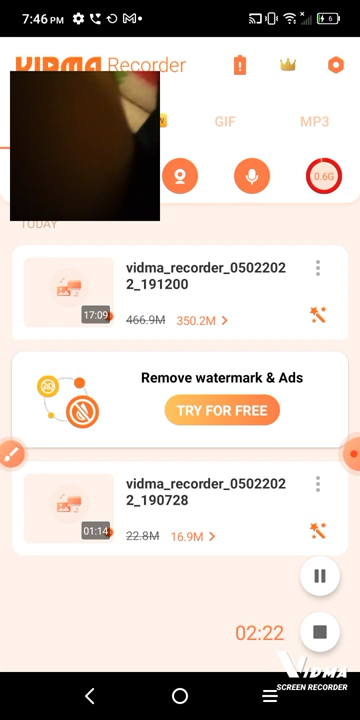 7:46 PM
6
VIDMA Recorder
GIF
MP3
0.6G
TODAY
17:09
vidma_recorder_0502202
2_191200
466.9M 350.2M >
Remove watermark & Ads
TRY FOR FREE
01:14
vidma_recorder_0502202
2_190728
22.8M 16.9M >
02:22
VIDMA
SCREEN RECORDER